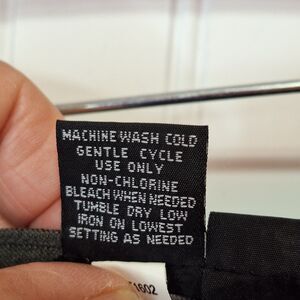 MACHINE WASH COLD
GENTLE CYCLE
USE ONLY
NON-CHLORINE
BLEACH WHEN NEEDED
TUMBLE DRY LOW
IRON ON LOWEST
SETTING AS NEEDED